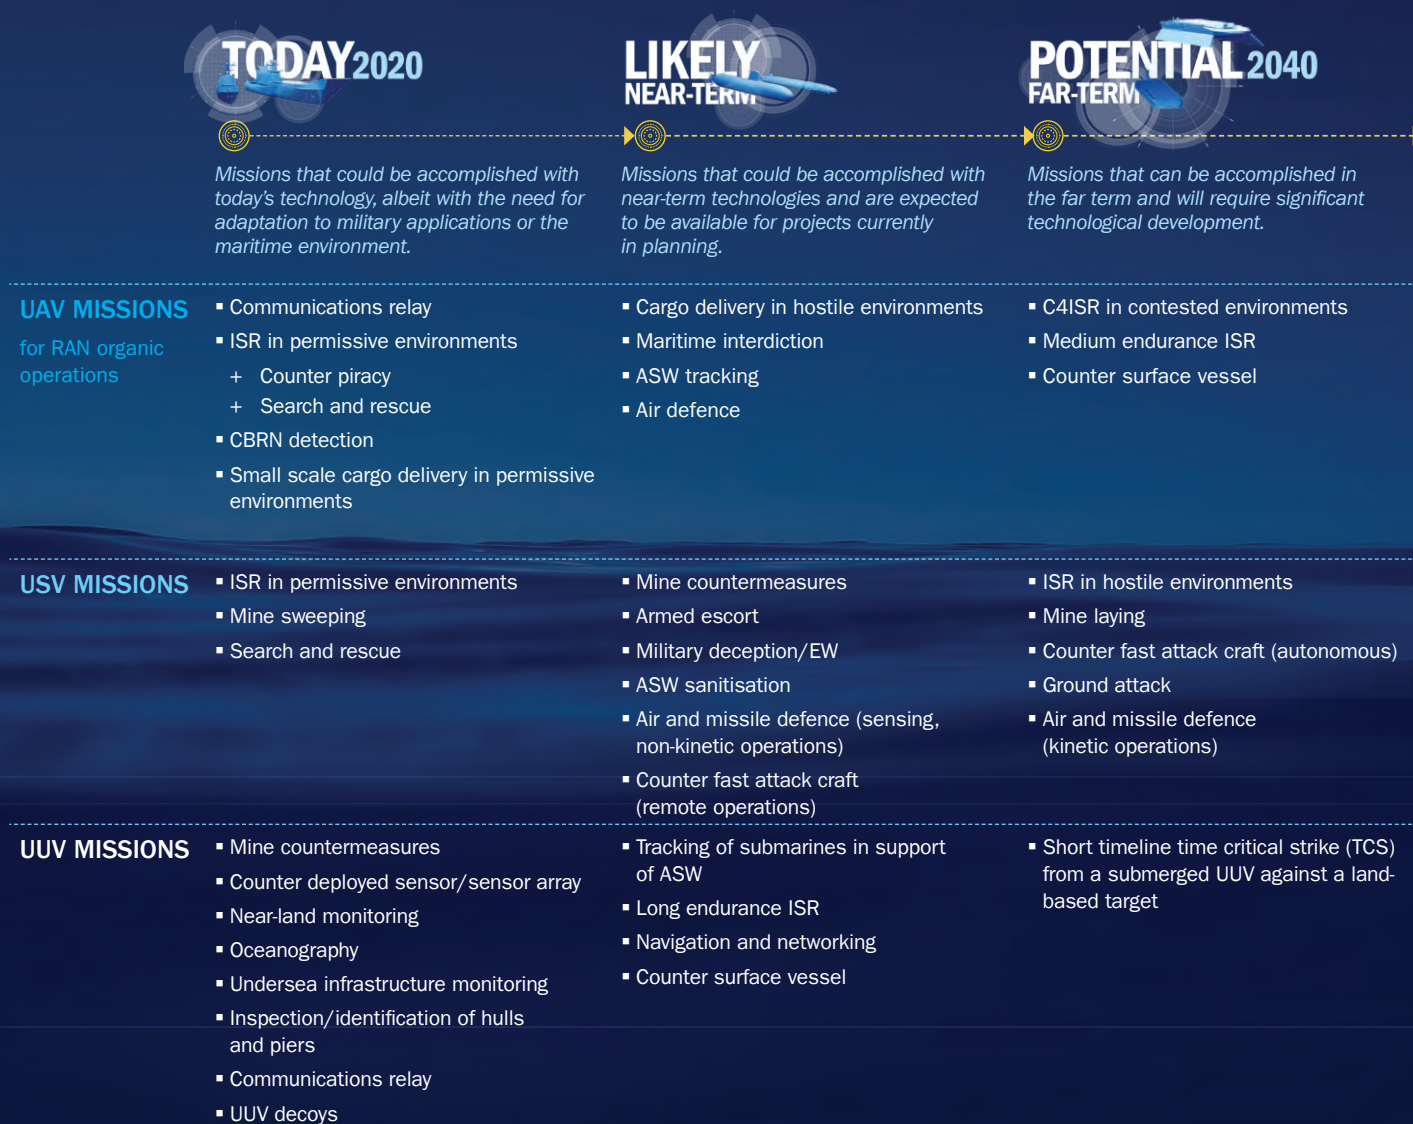 TODAY 2020
LIKELY
NEAR-TERM
POTENTIAL 2040
FAR-TERM
Missions that could be accomplished with
today's technology, albeit with the need for
adaptation to military applications or the
maritime environment.
Missions that could be accomplished with
near-term technologies and are expected
to be available for projects currently
in planning.
Missions that can be accomplished in
the far term and will require significant
technological development.
UAV MISSIONS
for RAN organic
operations
▪ Communications relay
▪ ISR in permissive environments
+ Counter piracy
+ Search and rescue
▪ CBRN detection
▪ Small scale cargo delivery in permissive
environments
▪ Cargo delivery in hostile environments
▪ Maritime interdiction
▪ ASW tracking
▪ Air defence
▪ C4ISR in contested environments
▪ Medium endurance ISR
▪ Counter surface vessel
USV MISSIONS
▪ ISR in permissive environments
▪ Mine sweeping
▪ Search and rescue
▪ Mine countermeasures
▪ Armed escort
▪ Military deception/EW
▪ ASW sanitisation
▪ Air and missile defence (sensing,
non-kinetic operations)
▪ Counter fast attack craft
(remote operations)
▪ ISR in hostile environments
▪ Mine laying
▪ Counter fast attack craft (autonomous)
▪ Ground attack
▪ Air and missile defence
(kinetic operations)
UUV MISSIONS
▪ Mine countermeasures
▪ Counter deployed sensor/sensor array
▪ Near-land monitoring
▪ Oceanography
▪ Undersea infrastructure monitoring
▪ Inspection/identification of hulls
and piers
▪ Communications relay
▪ UUV decoys
▪ Tracking of submarines in support
of ASW
▪ Long endurance ISR
▪ Navigation and networking
▪ Counter surface vessel
▪ Short timeline time critical strike (TCS)
from a submerged UUV against a land-
based target